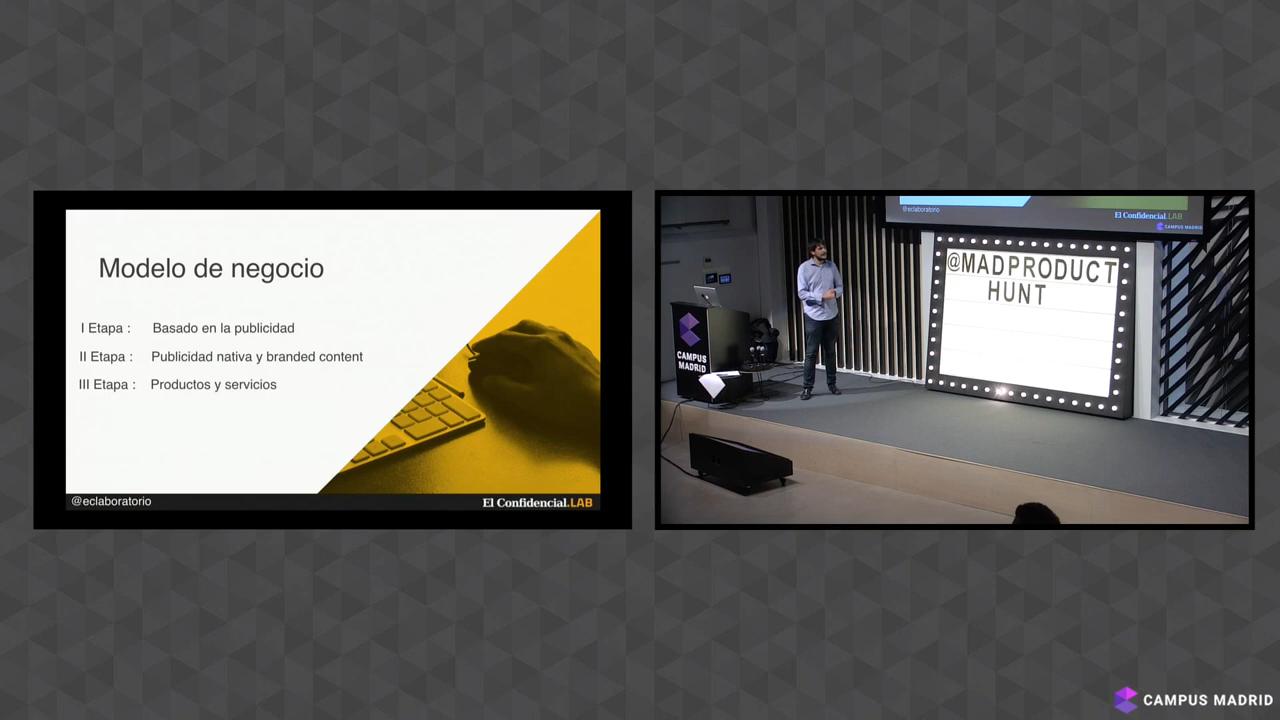 Modelo de negocio
I Etapa : Basado en la publicidad
II Etapa : Publicidad nativa y branded content
III Etapa : Productos y servicios
@eclaboratorio
El Confidencial.LAB
@eclaboratorio
El Confidencial.LAB
CAMPUS MADRID
@MADPRODUCT
HUNT
CAMPUS
MADRID
CAMPUS MADRID